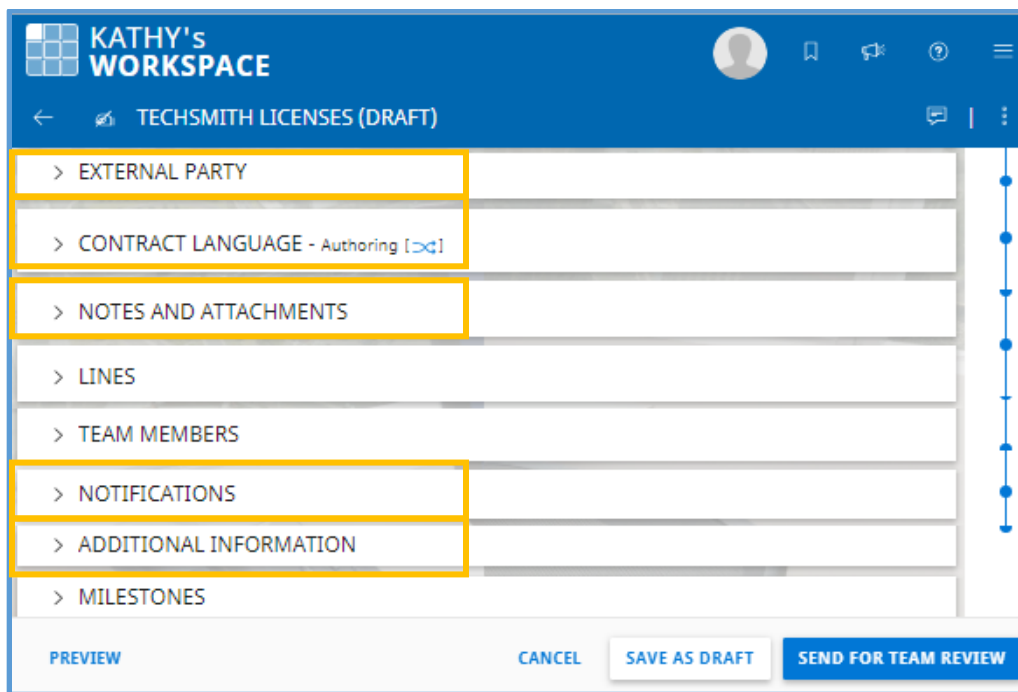 KATHY's
WORKSPACE
TECHSMITH LICENSES (DRAFT)
EXTERNAL PARTY
CONTRACT LANGUAGE - Authoring []
NOTES AND ATTACHMENTS
LINES
TEAM MEMBERS
NOTIFICATIONS
ADDITIONAL INFORMATION
MILESTONES
PREVIEW CANCEL SAVE AS DRAFT SEND FOR TEAM REVIEW